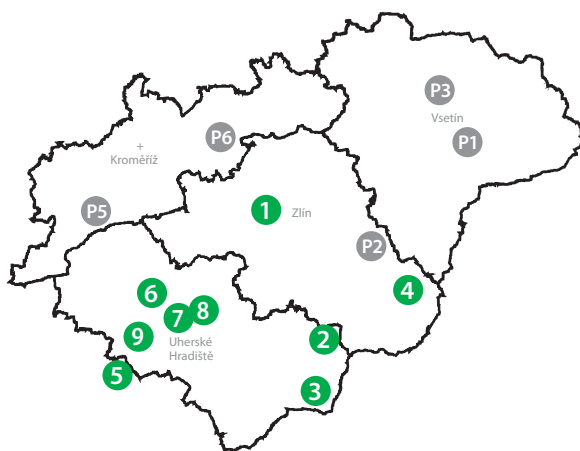 P3
Vsetín
P1
P6
+
Kroměříž
P5
1
Zlín
P2
4
6
8
7
9
Uherské
Hradiště
2
5
3